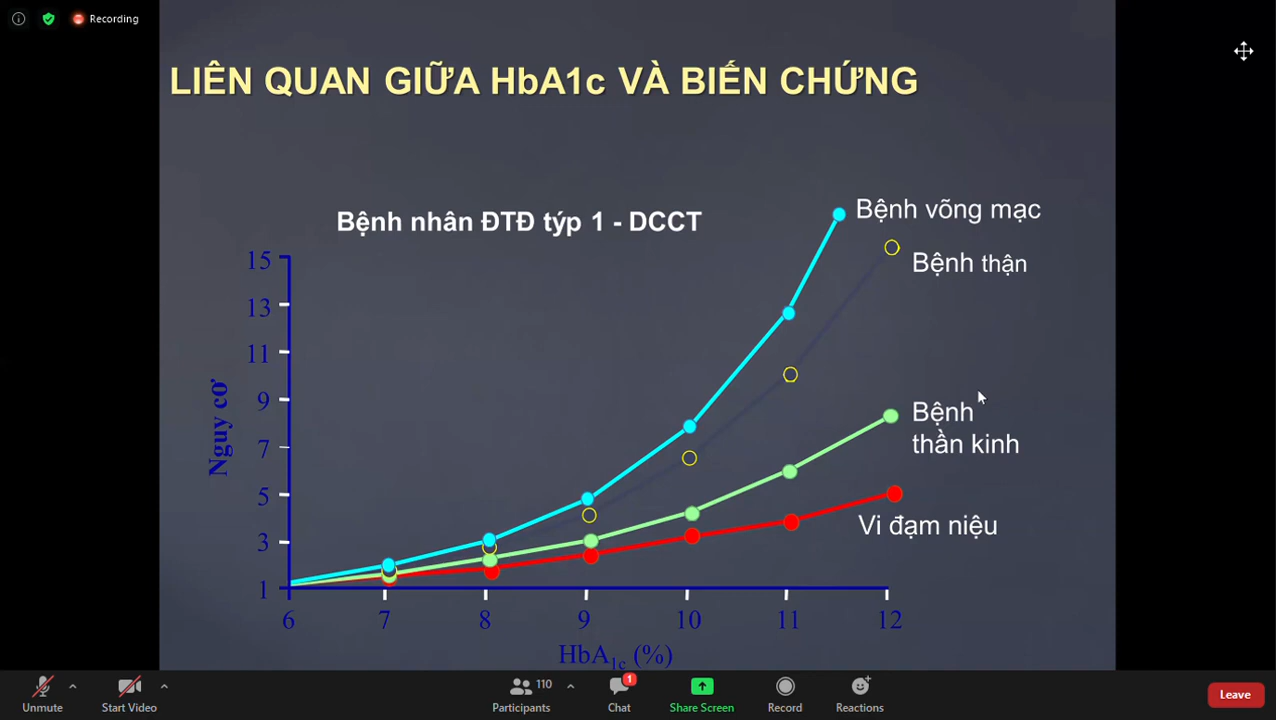 Recording
LIÊN QUAN GIỮA HbA1c VÀ BIẾN CHỨNG
Bệnh nhân ĐTĐ týp 1 - DCCT
Bệnh võng mạc
Bệnh thận
Bệnh
thần kinh
Vi đạm niệu
Nguy cơ
15
13
11
9
7
5
3
1
6 7 8 9 10 11 12
HbA1c (%)
Unmute
Start Video
110
Participants
1
Chat
Share Screen
Record
Reactions
Leave